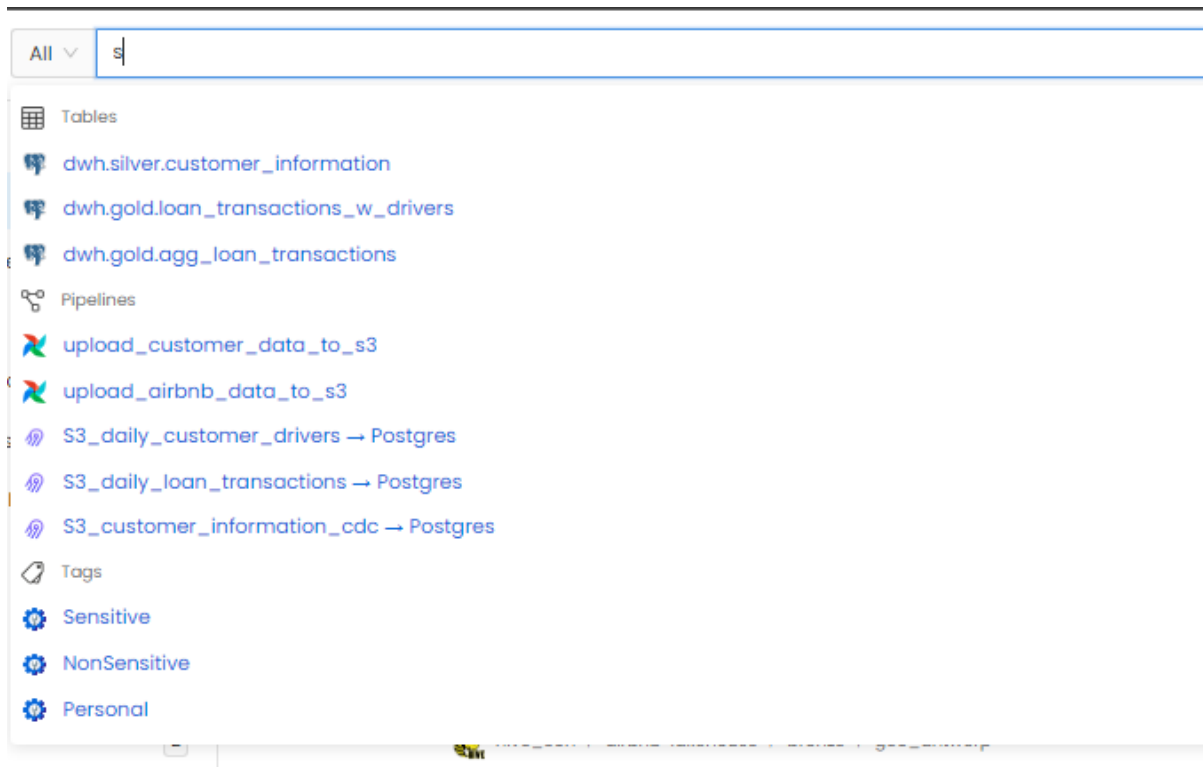 All
s
Tables
dwh.silver.customer_information
dwh.gold.loan_transactions_w_drivers
dwh.gold.agg_loan_transactions
Pipelines
upload_customer_data_to_s3
upload_airbnb_data_to_s3
S3_daily_customer_drivers → Postgres
S3_daily_loan_transactions → Postgres
S3_customer_information_cdc → Postgres
Tags
Sensitive
NonSensitive
Personal